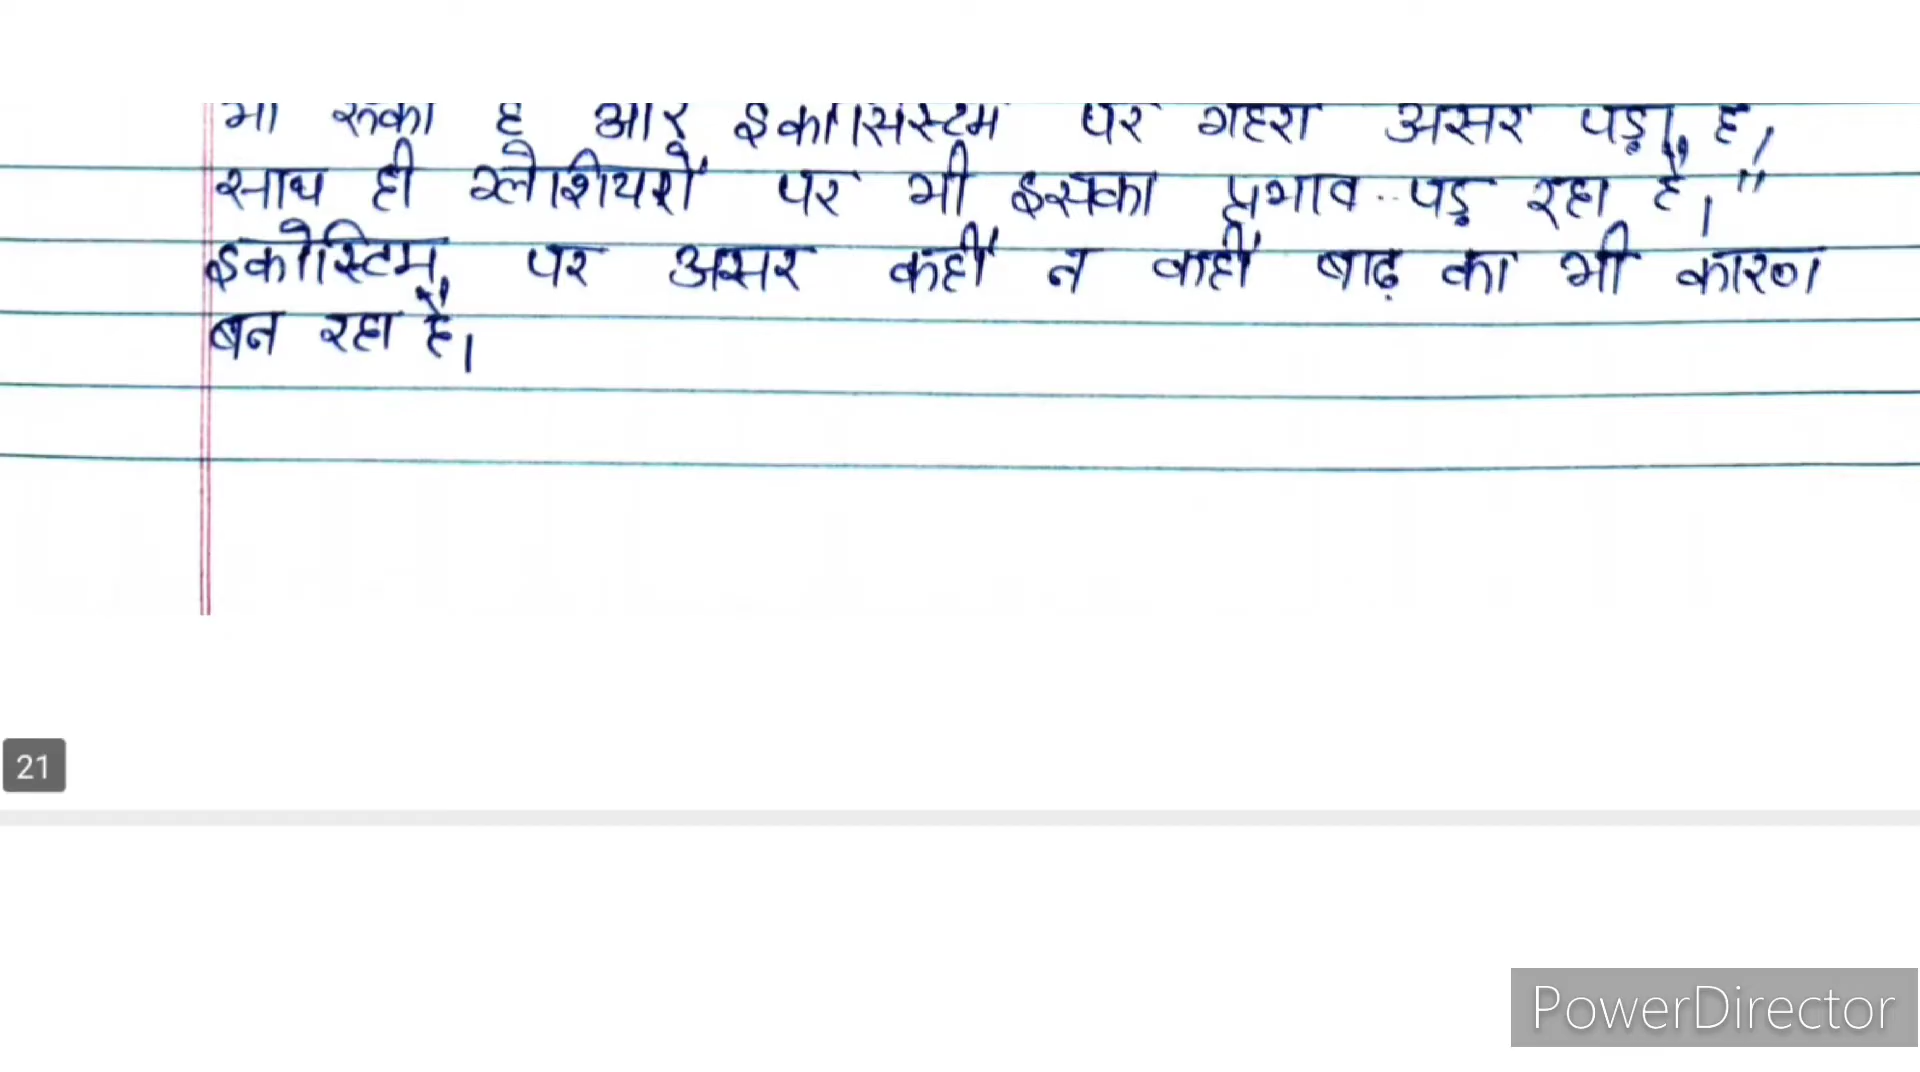 भी रुका है और इकोसिस्टम पर गहरा असर पड़ा है,
साथ ही ग्लेशियरों पर भी इसका प्रभाव पड़ रहा है।"
इकोस्टिम पर असर कहीं न कहीं बाढ़ का भी कारण
बन रहा है।
21
PowerDirector